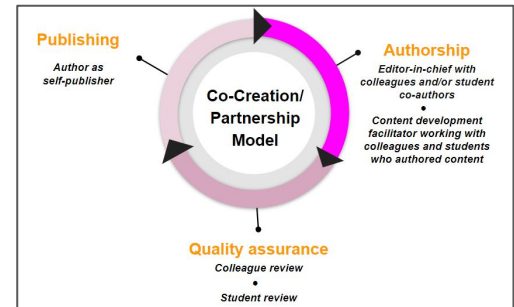 Publishing
Author as
self-publisher
Co-Creation/
Partnership
Model
Authorship
Editor-in-chief with
colleagues and/or student
co-authors
•
Content development
facilitator working with
colleagues and students
who authored content
Quality assurance
Colleague review
•
Student review